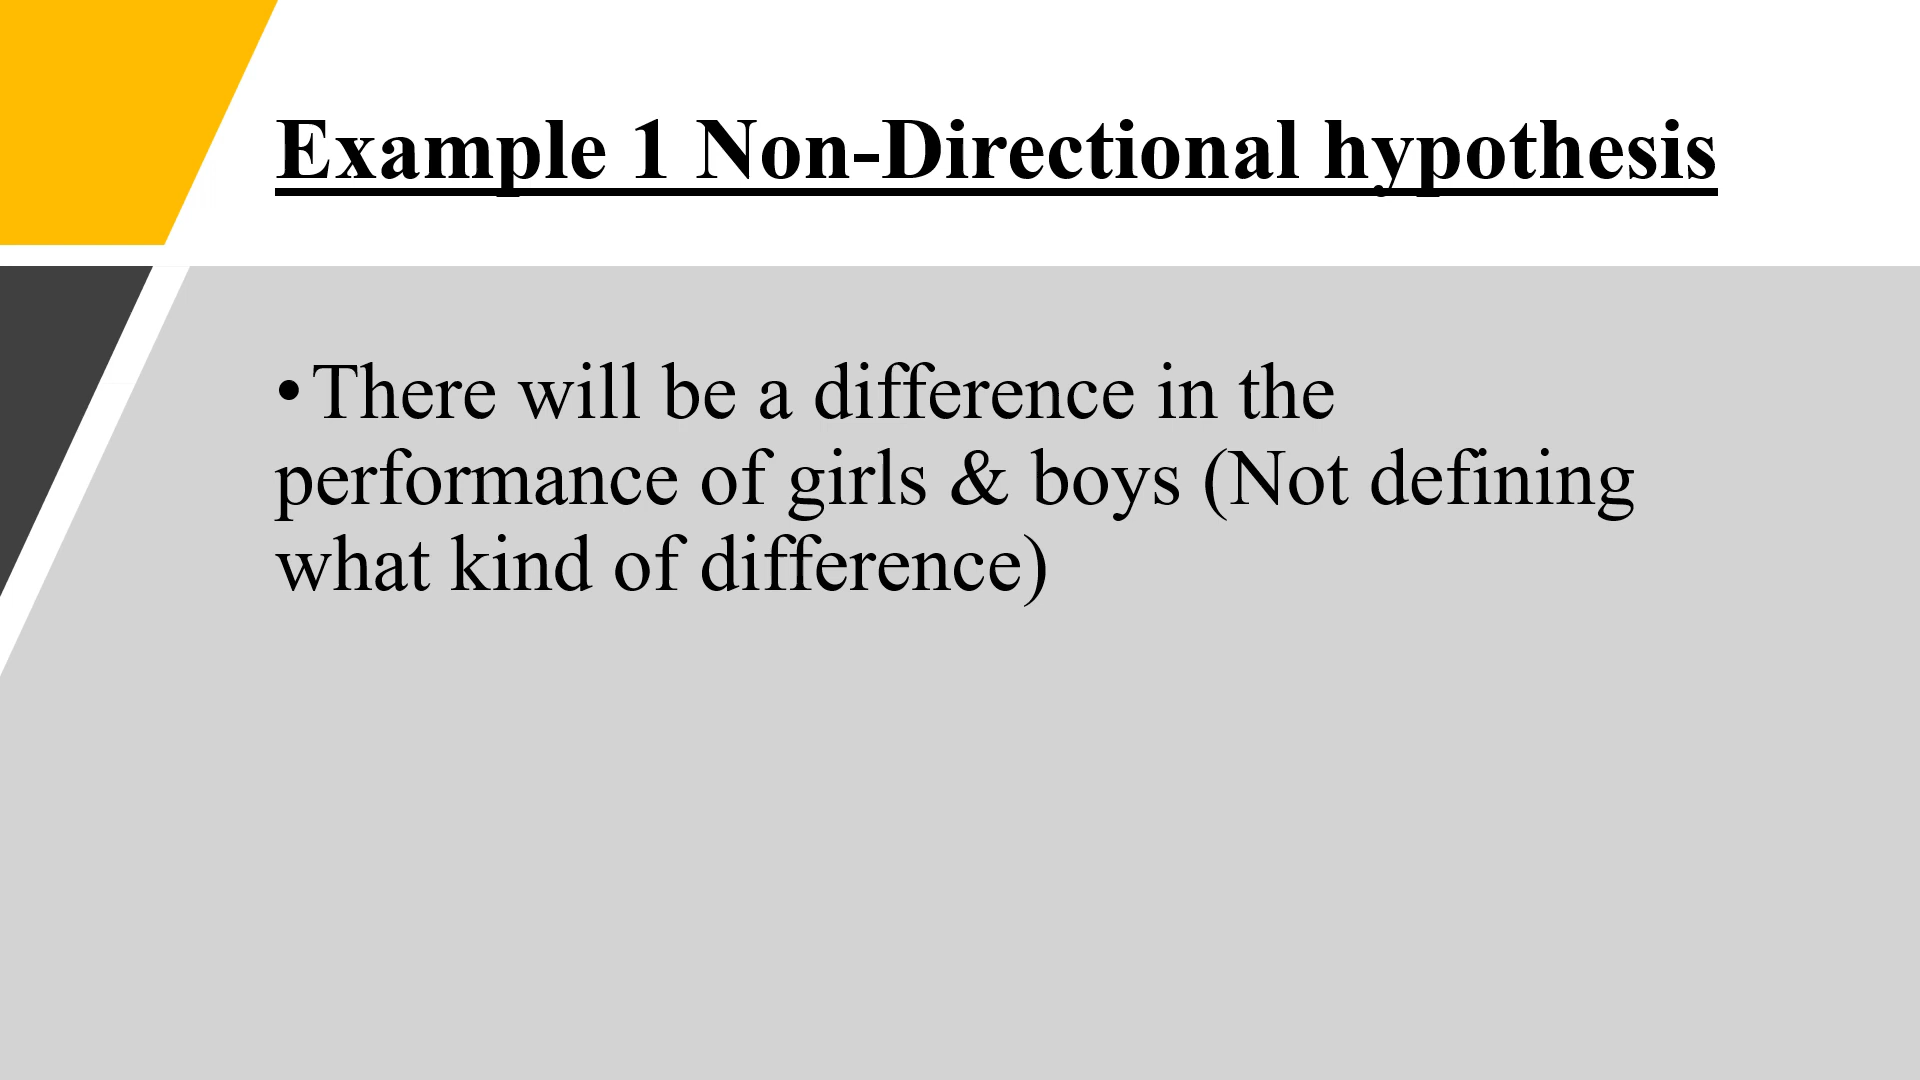 Example 1 Non-Directional hypothesis
•There will be a difference in the
performance of girls & boys (Not defining
what kind of difference)